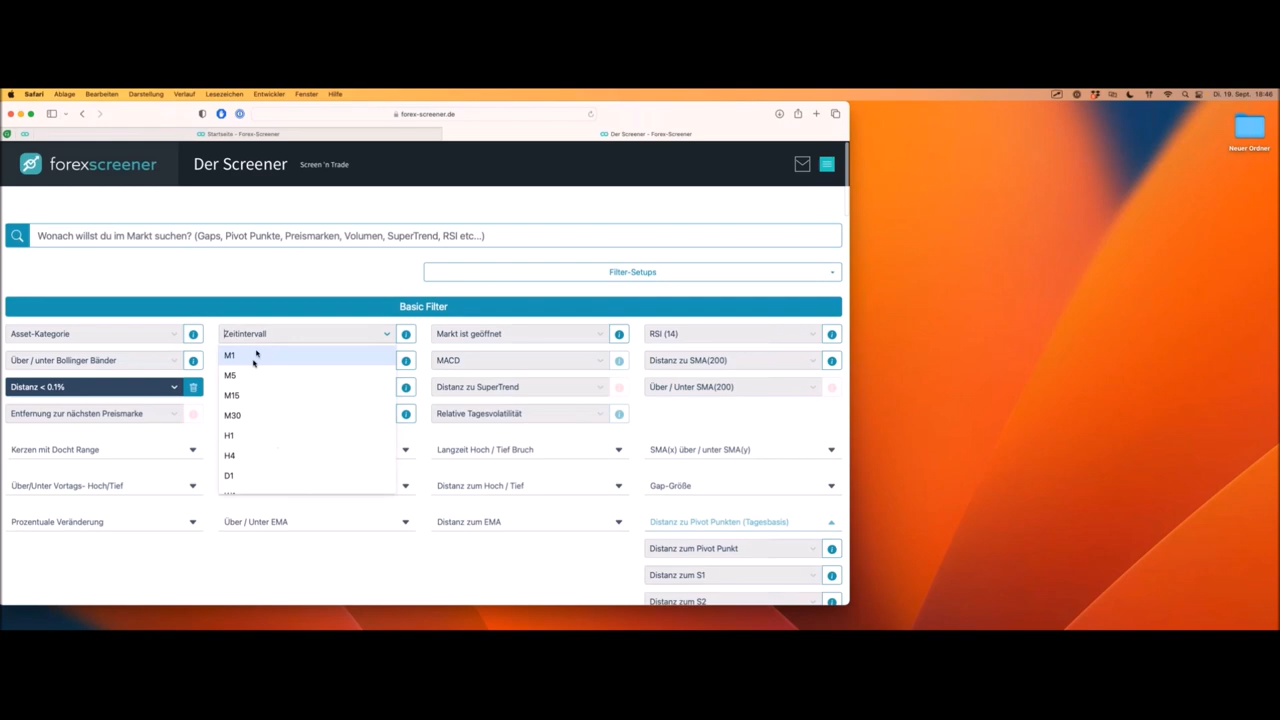 Safari Ablage Bearbeiten Darstellung Verlauf Lesezeichen Entwickler Fenster Hilfe
Di. 19. Sept. 18:46
forex-screener.de
Startseite - Forex-Screener
Der Screener - Forex-Screener
Neuer Ordner
forexscreener
Der Screener
Screen 'n Trade
Wonach willst du im Markt suchen? (Gaps, Pivot Punkte, Preismarken, Volumen, SuperTrend, RSI etc...)
Filter-Setups
Basic Filter
Asset-Kategorie
Zeitintervall
Markt ist geöffnet
RSI (14)
M1
Über / unter Bollinger Bänder
MACD
Distanz zu SMA(200)
M5
Distanz < 0.1%
Distanz zu SuperTrend
Über / Unter SMA(200)
M15
Entfernung zur nächsten Preismarke
M30
Relative Tagesvolatilität
H1
Kerzen mit Docht Range
H4
Langzeit Hoch / Tief Bruch
SMA(x) über / unter SMA(y)
D1
Über/Unter Vortags- Hoch/Tief
Distanz zum Hoch / Tief
Gap-Größe
Prozentuale Veränderung
Über / Unter EMA
Distanz zum EMA
Distanz zu Pivot Punkten (Tagesbasis)
Distanz zum Pivot Punkt
Distanz zum S1
Distanz zum S2